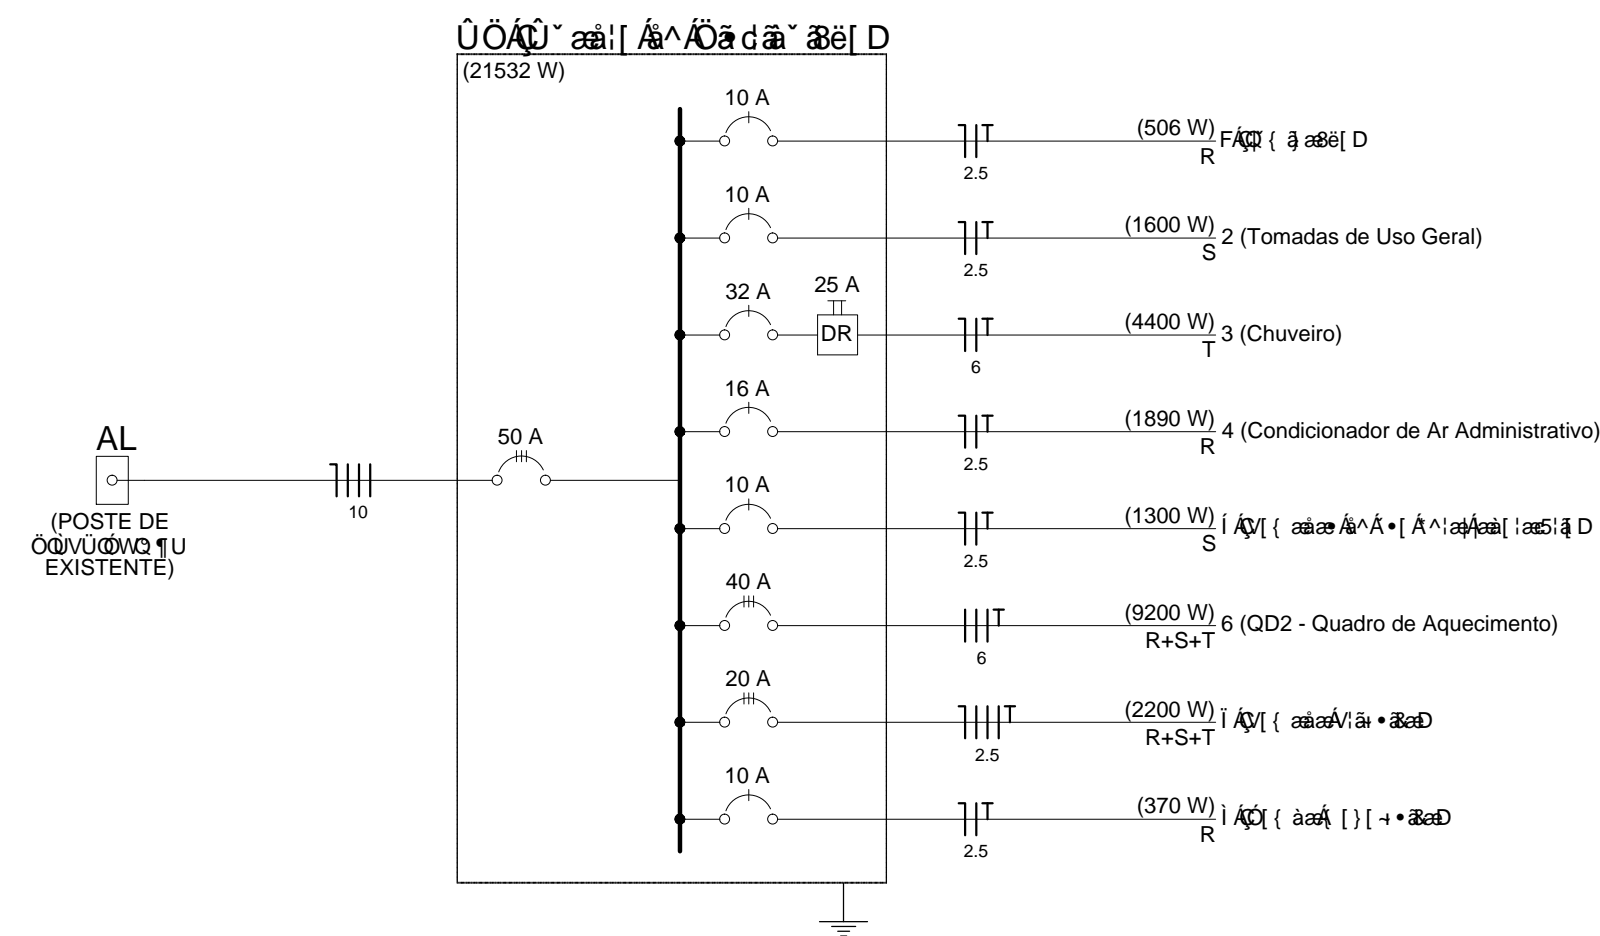 (21532 W)
10 A
(506 W)
R
2.5
10 A
(1600 W)
2 (Tomadas de Uso Geral)
S
2.5
32 A
25 A
DR
(4400 W)
3 (Chuveiro)
T
6
16 A
(1890 W)
4 (Condicionador de Ar Administrativo)
R
2.5
AL
50 A
10
(POSTE DE
EXISTENTE)
10 A
(1300 W)
S
2.5
40 A
(9200 W)
6 (QD2 - Quadro de Aquecimento)
R+S+T
6
20 A
(2200 W)
R+S+T
2.5
10 A
(370 W)
R
2.5